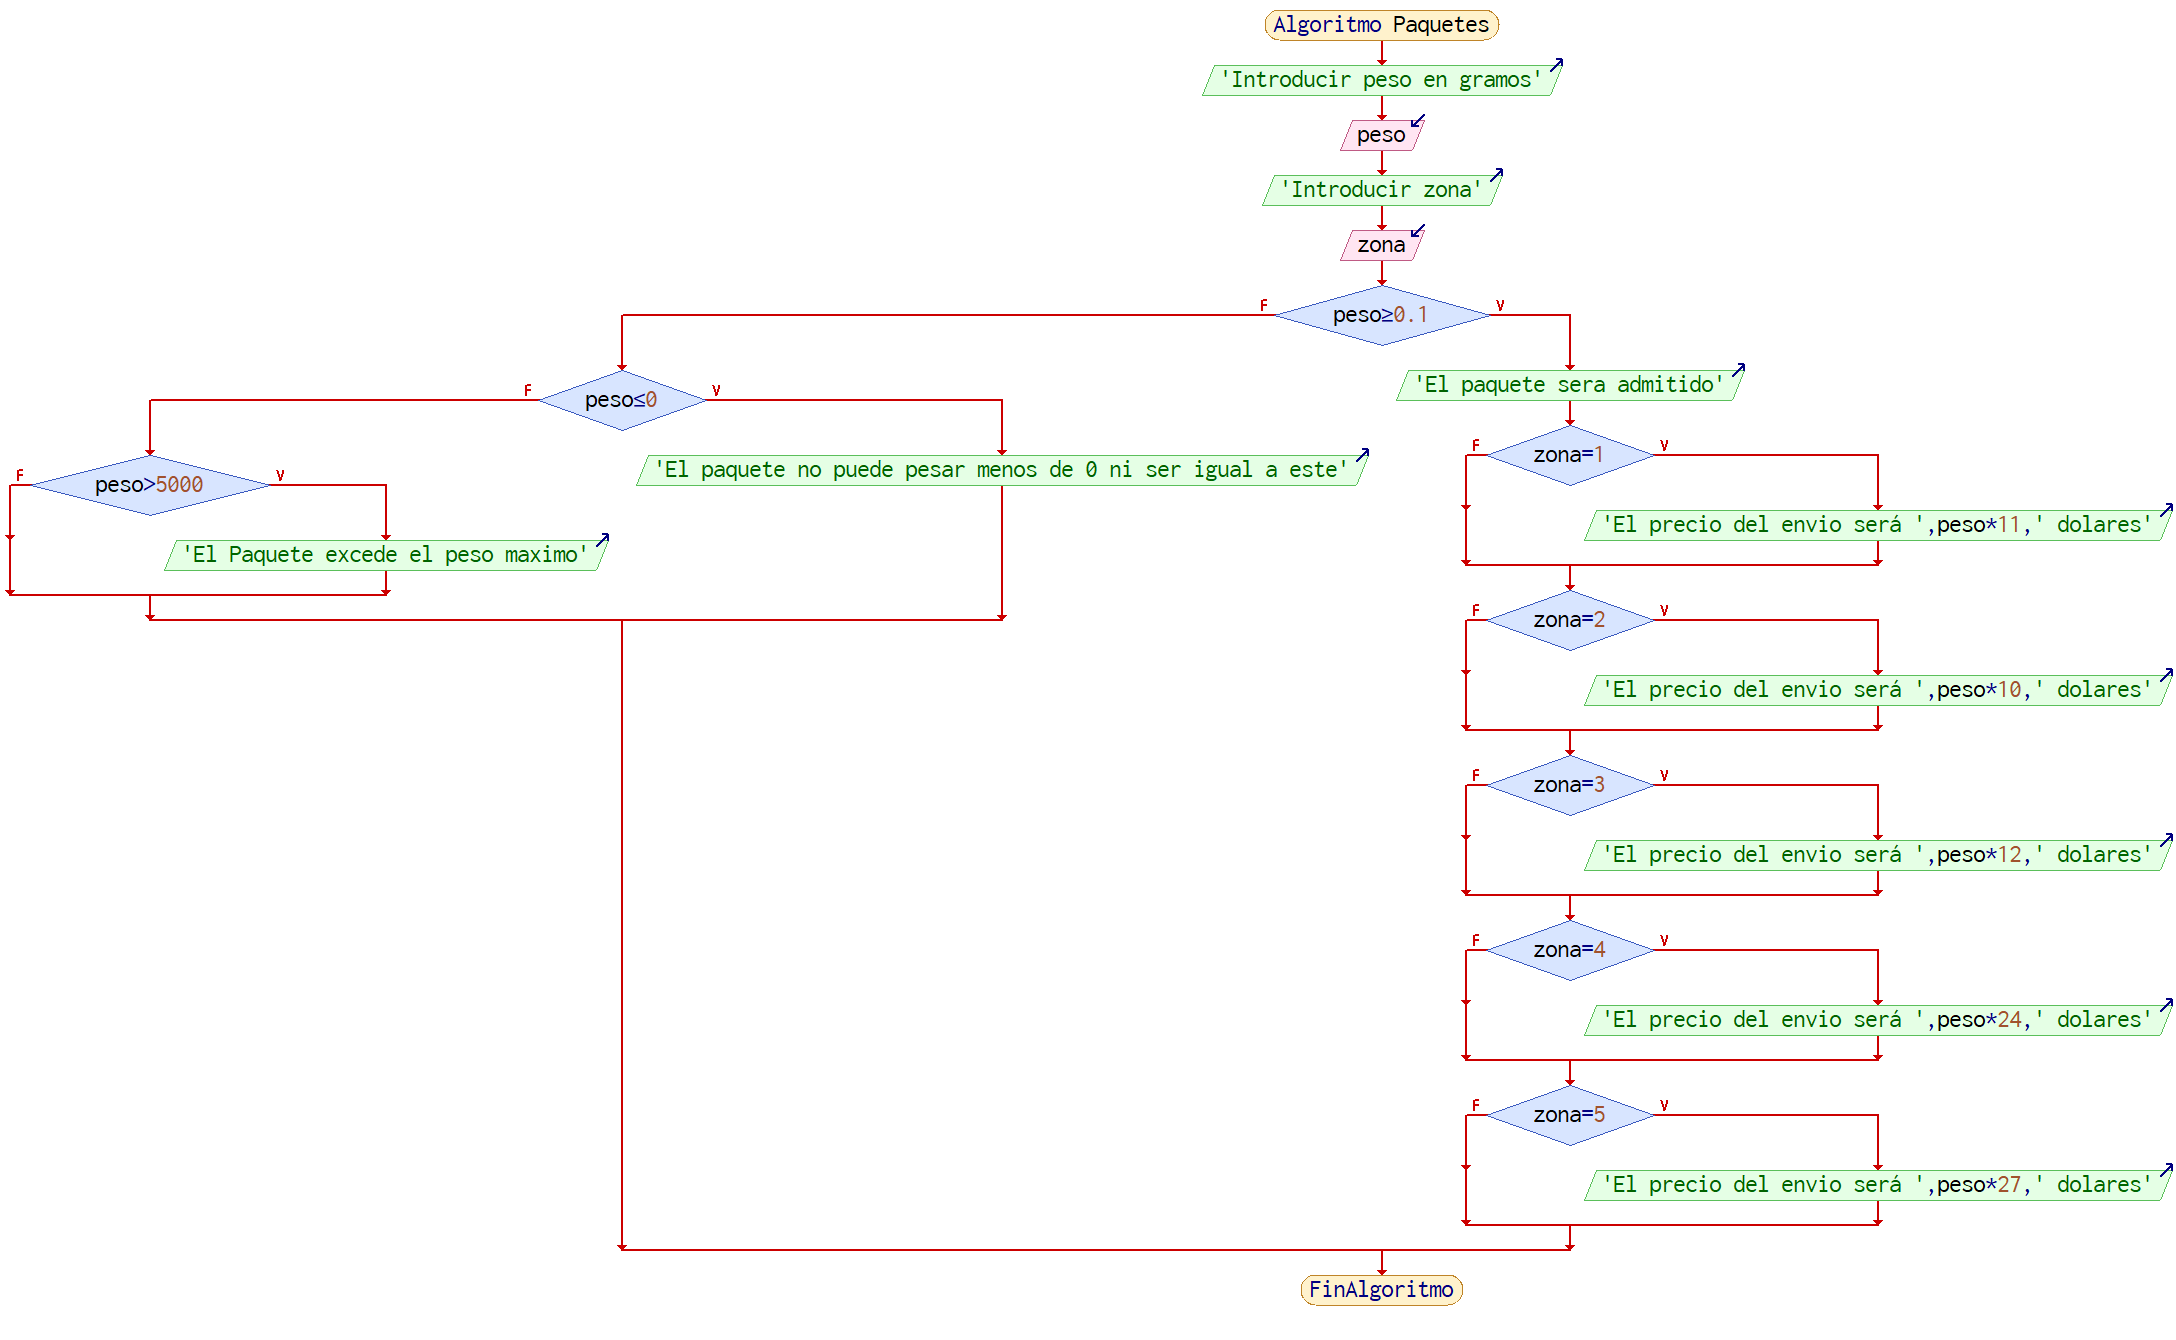 Algoritmo Paquetes
'Introducir peso en gramos'
peso
'Introducir zona'
zona
peso≥0.1
F
V
peso≤0
F
V
peso>5000
F
V
'El Paquete excede el peso maximo'
'El paquete no puede pesar menos de 0 ni ser igual a este'
'El paquete sera admitido'
zona=1
F
V
'El precio del envio será ',peso*11,' dolares'
zona=2
F
V
'El precio del envio será ',peso*10,' dolares'
zona=3
F
V
'El precio del envio será ',peso*12,' dolares'
zona=4
F
V
'El precio del envio será ',peso*24,' dolares'
zona=5
F
V
'El precio del envio será ',peso*27,' dolares'
FinAlgoritmo